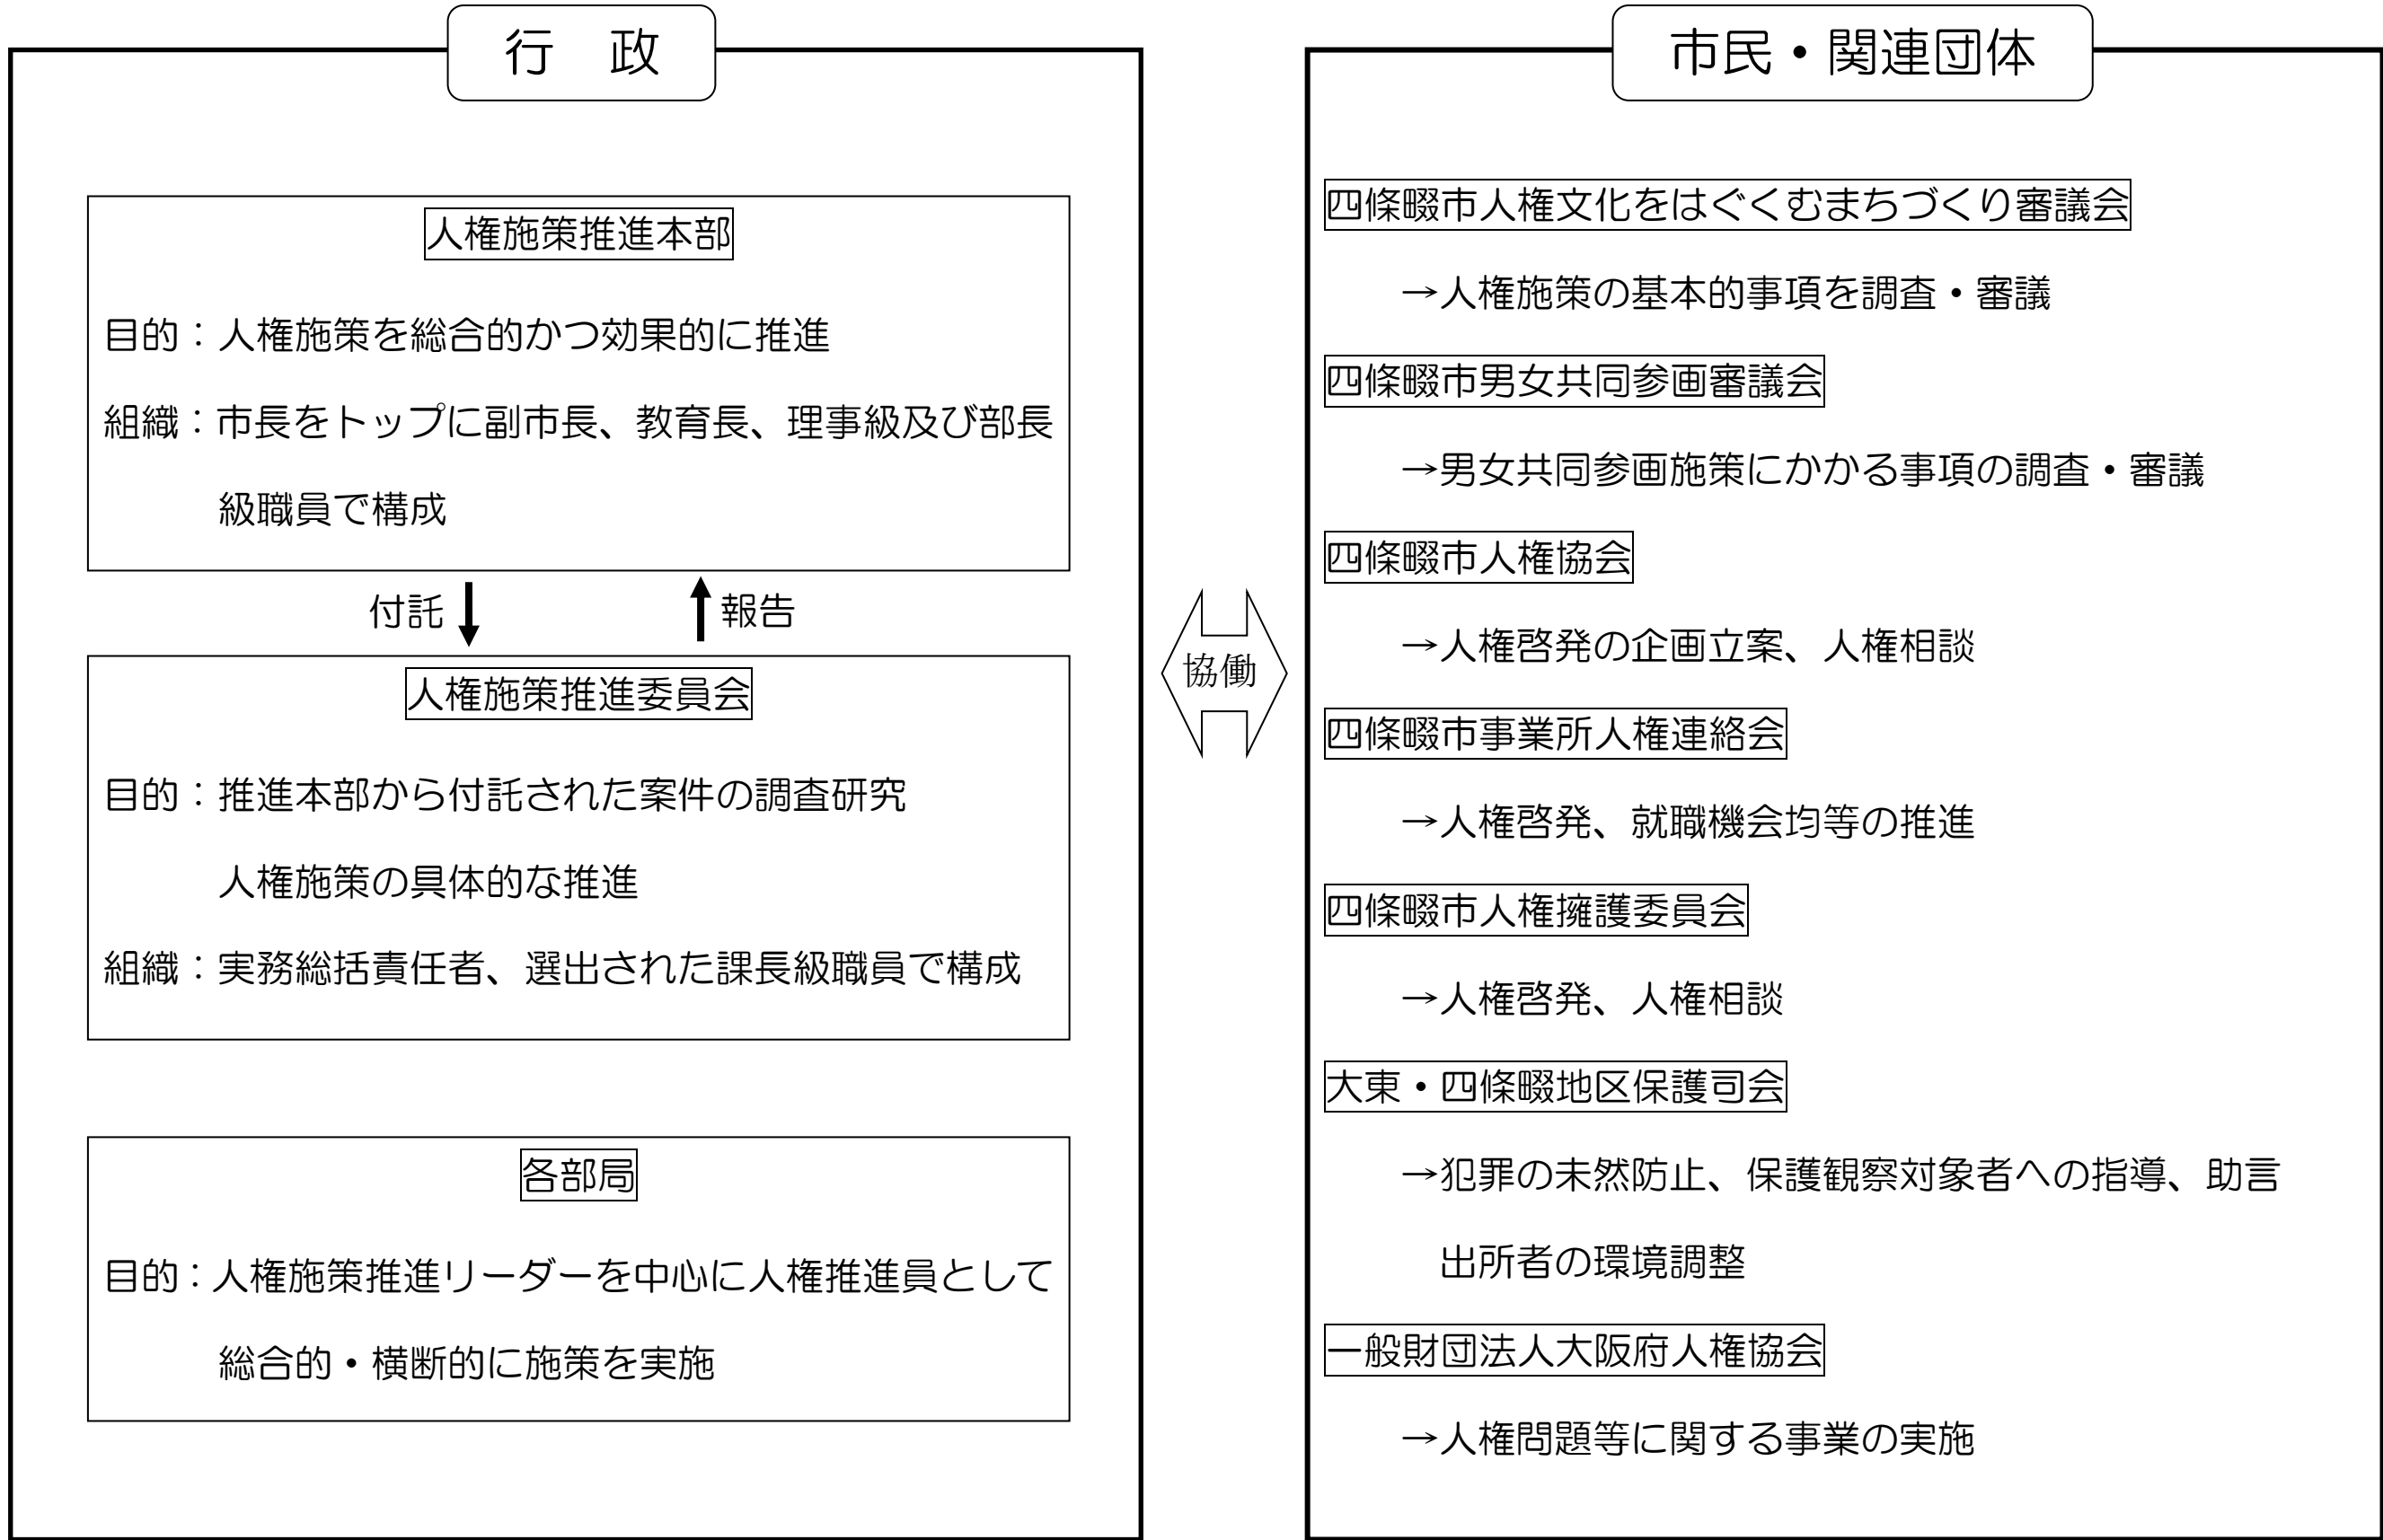 行　政
人権施策推進本部
目的：人権施策を総合的かつ効果的に推進
組織：市長をトップに副市長、教育長、理事級及び部長
級職員で構成
付託
報告
人権施策推進委員会
目的：推進本部から付託された案件の調査研究
人権施策の具体的な推進
組織：実務総括責任者、選出された課長級職員で構成
各部局
目的：人権施策推進リーダーを中心に人権推進員として
総合的・横断的に施策を実施
協働
市民・関連団体
四條畷市人権文化をはぐくむまちづくり審議会
→人権施策の基本的事項を調査・審議
四條畷市男女共同参画審議会
→男女共同参画施策にかかる事項の調査・審議
四條畷市人権協会
→人権啓発の企画立案、人権相談
四條畷市事業所人権連絡会
→人権啓発、就職機会均等の推進
四條畷市人権擁護委員会
→人権啓発、人権相談
大東・四條畷地区保護司会
→犯罪の未然防止、保護観察対象者への指導、助言
出所者の環境調整
一般財団法人大阪府人権協会
→人権問題等に関する事業の実施